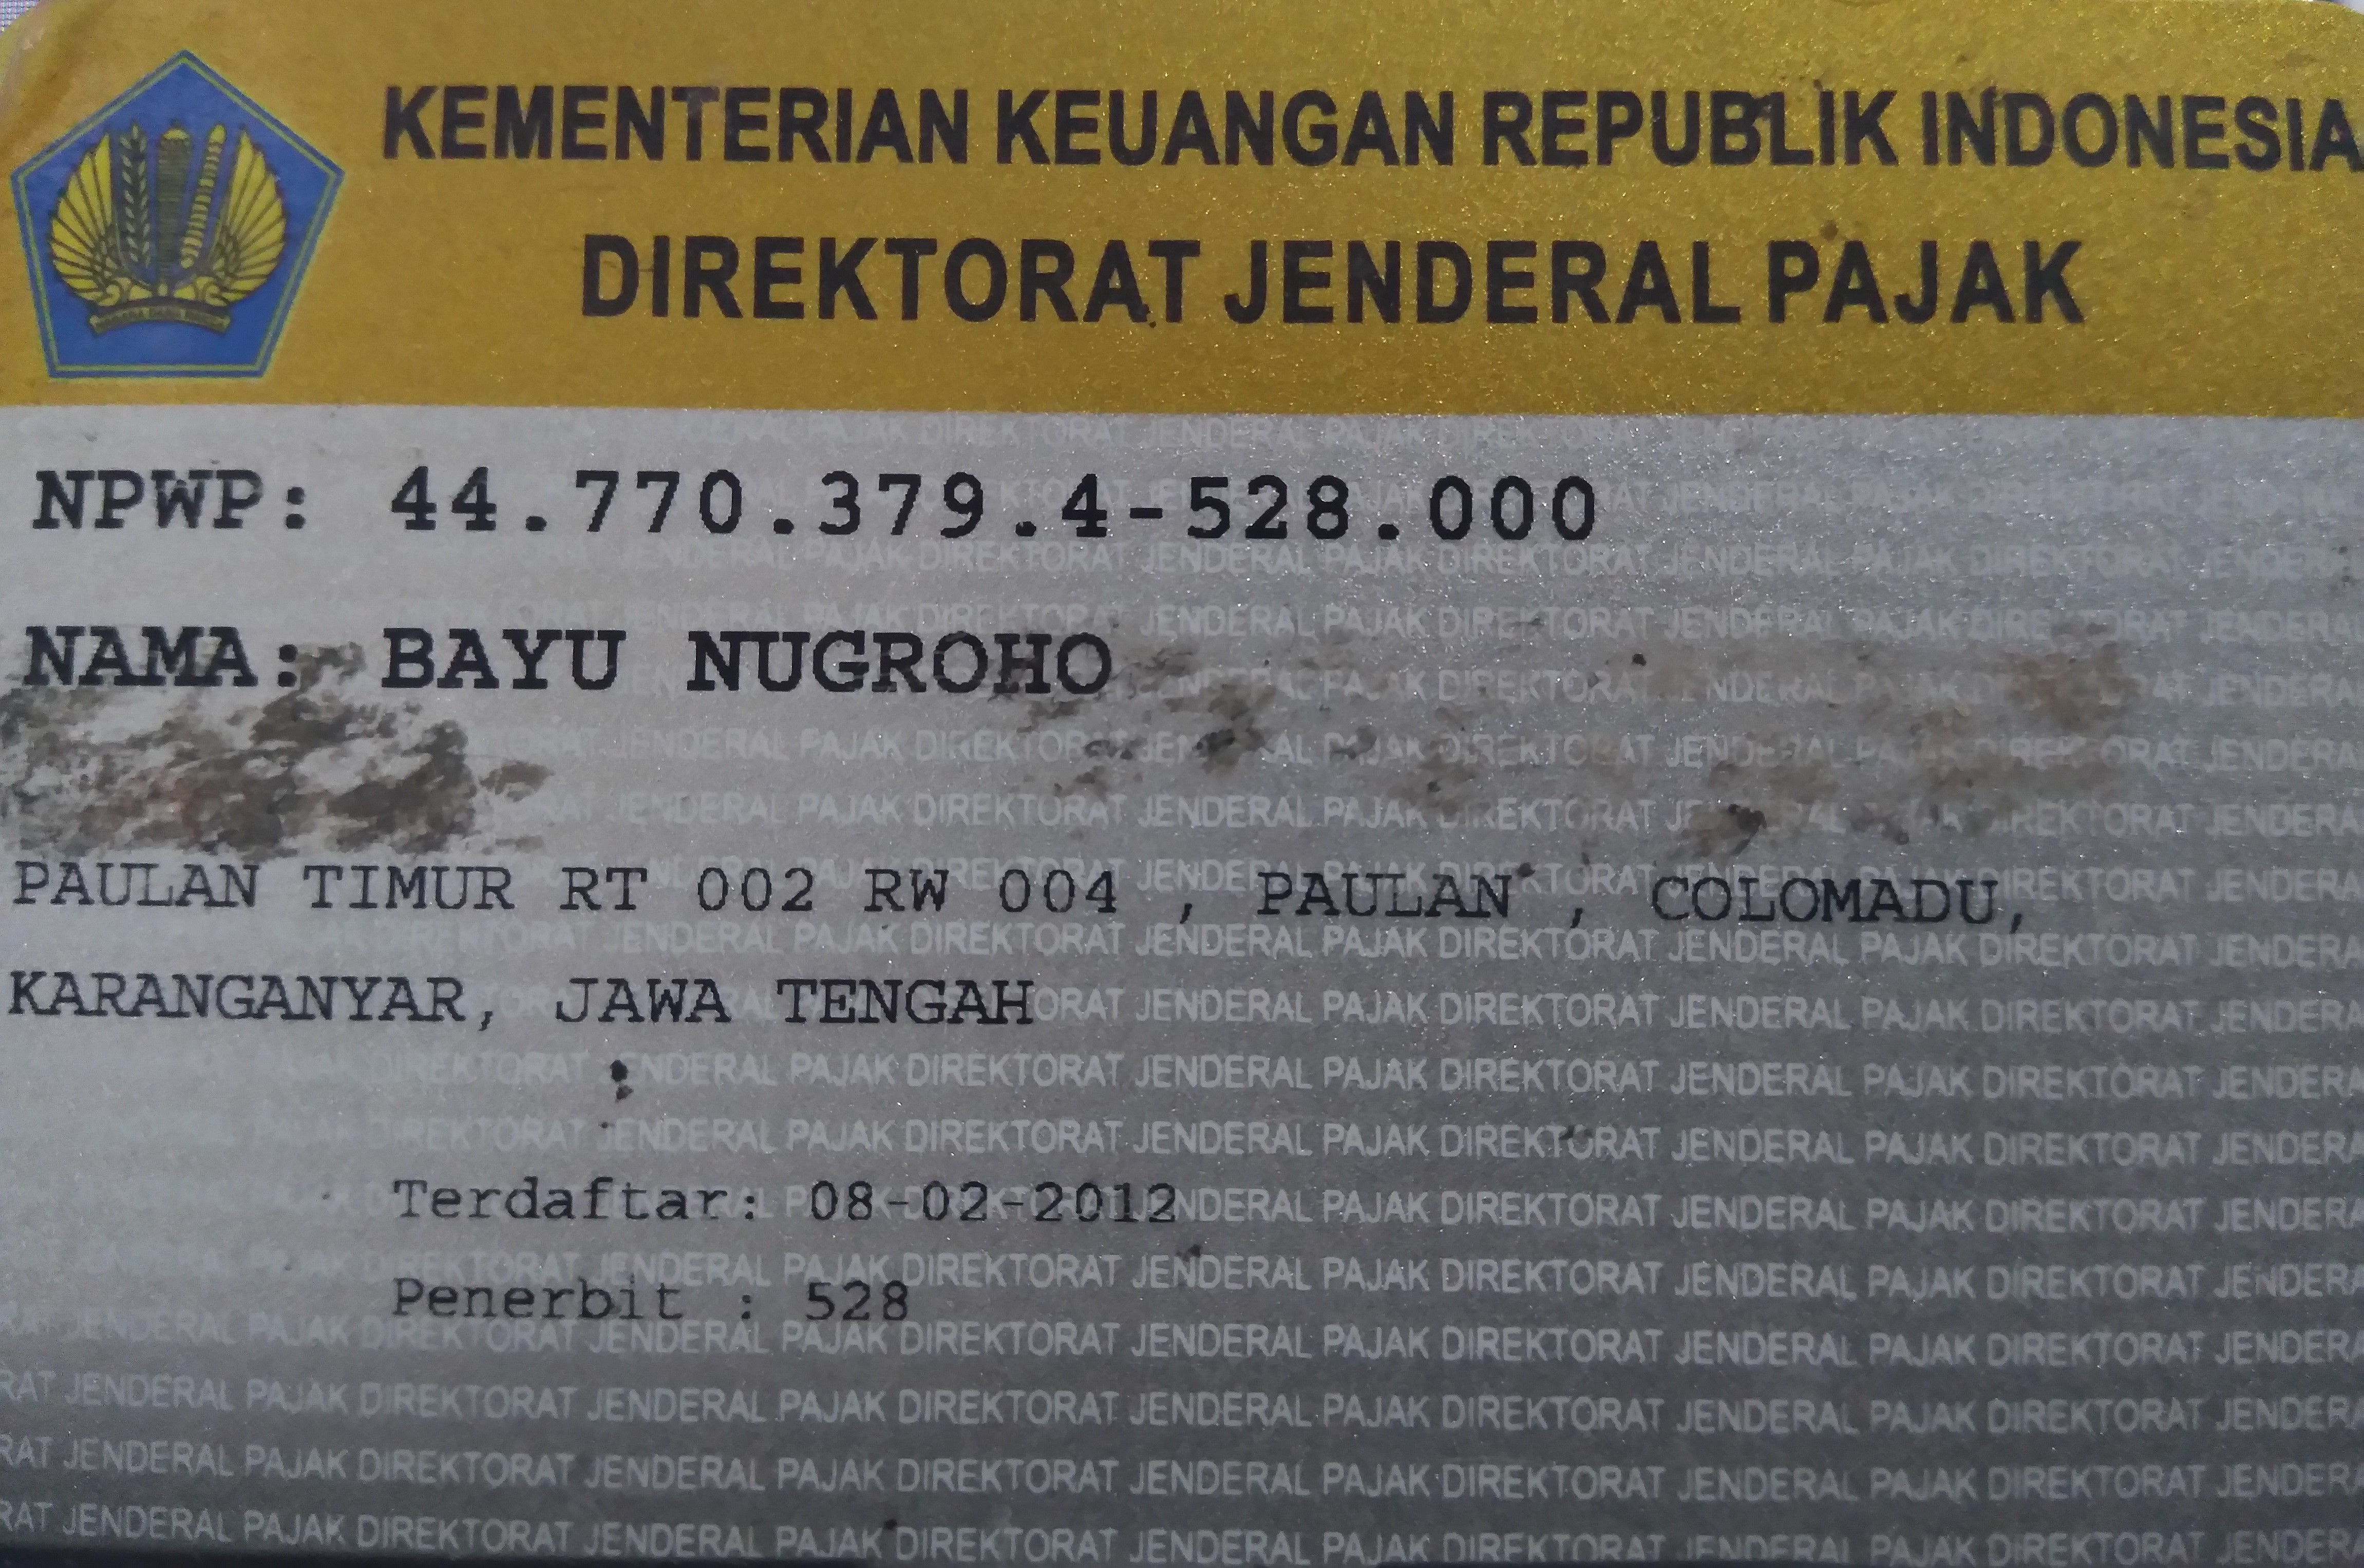 KEMENTERIAN KEUANGAN REPUBLIK INDONESIA
DIREKTORAT JENDERAL PAJAK
NPWP: 44.770.379.4-528.000
NAMA: BAYU NUGROHO
PAULAN TIMUR RT 002 RW 004 , PAULAN , COLOMADU,
KARANGANYAR, JAWA TENGAH
Terdaftar: 08-02-2012
Penerbit : 528